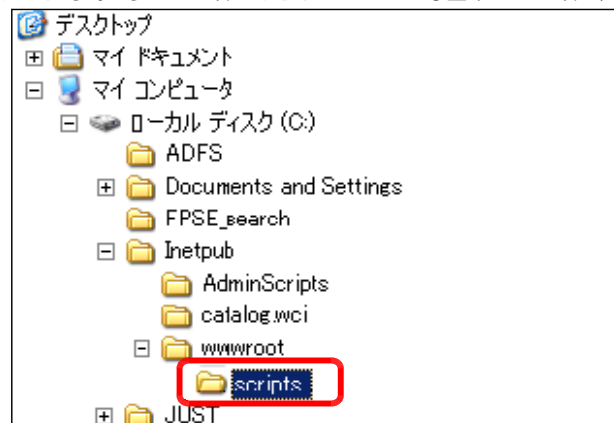 デスクトップ
マイ ドキュメント
マイ コンピュータ
ローカル ディスク (C:)
ADFS
Documents and Settings
FPSE_search
Inetpub
AdminScripts
catalog.wci
wwwroot
scripts
JUST